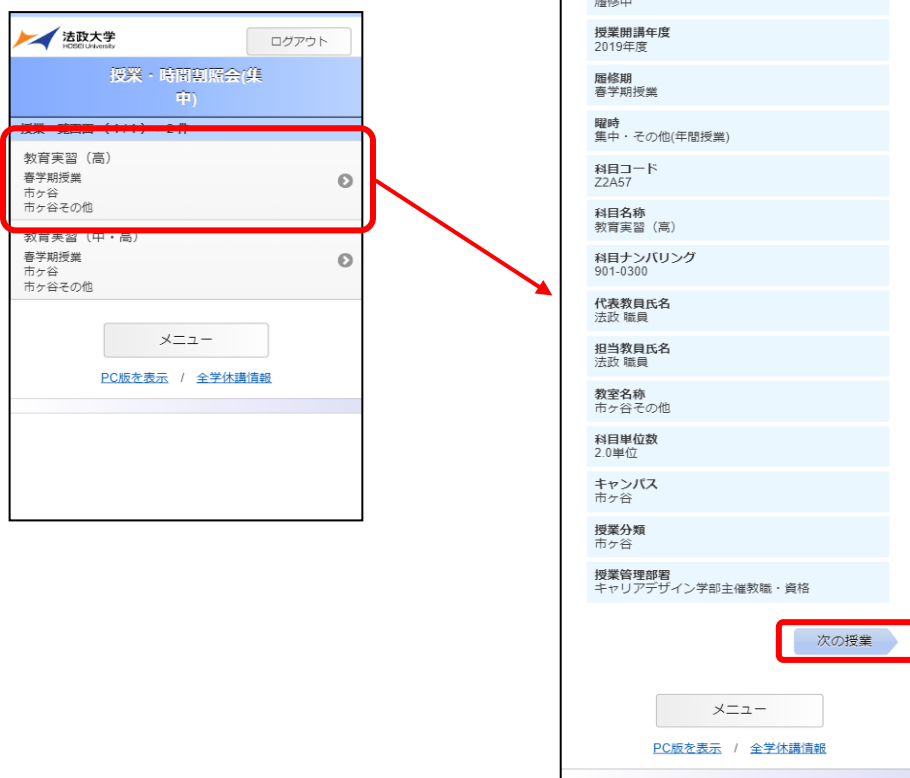 法政大学
HOSEI University
ログアウト
授業・時間割照会(集
中)
教育実習（高）
春学期授業
市ヶ谷
市ヶ谷その他
教育実習（中・高）
春学期授業
市ヶ谷
市ヶ谷その他
メニュー
PC版を表示 / 全学休講情報
履修中
授業開講年度
2019年度
履修期
春学期授業
曜時
集中・その他(年間授業)
科目コード
Z2A57
科目名称
教育実習（高）
科目ナンバリング
901-0300
代表教員氏名
法政 職員
担当教員氏名
法政 職員
教室名称
市ヶ谷その他
科目単位数
2.0単位
キャンパス
市ヶ谷
授業分類
市ヶ谷
授業管理部署
キャリアデザイン学部主催教職・資格
次の授業
メニュー
PC版を表示 / 全学休講情報